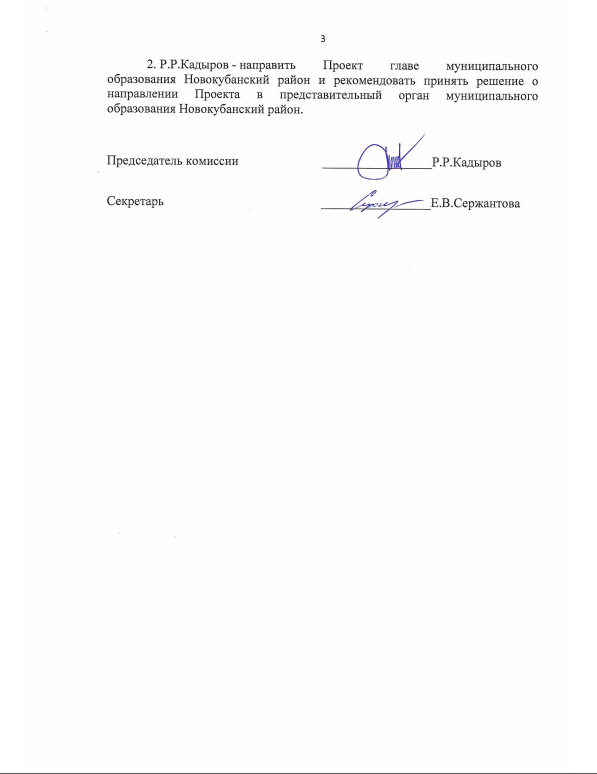 3
2. Р.Р.Кадыров - направить Проект главе муниципального
образования Новокубанский район и рекомендовать принять решение о
направлении Проекта в представительный орган муниципального
образования Новокубанский район.
Председатель комиссии Р.Р.Кадыров
Секретарь Е.В.Сержантова